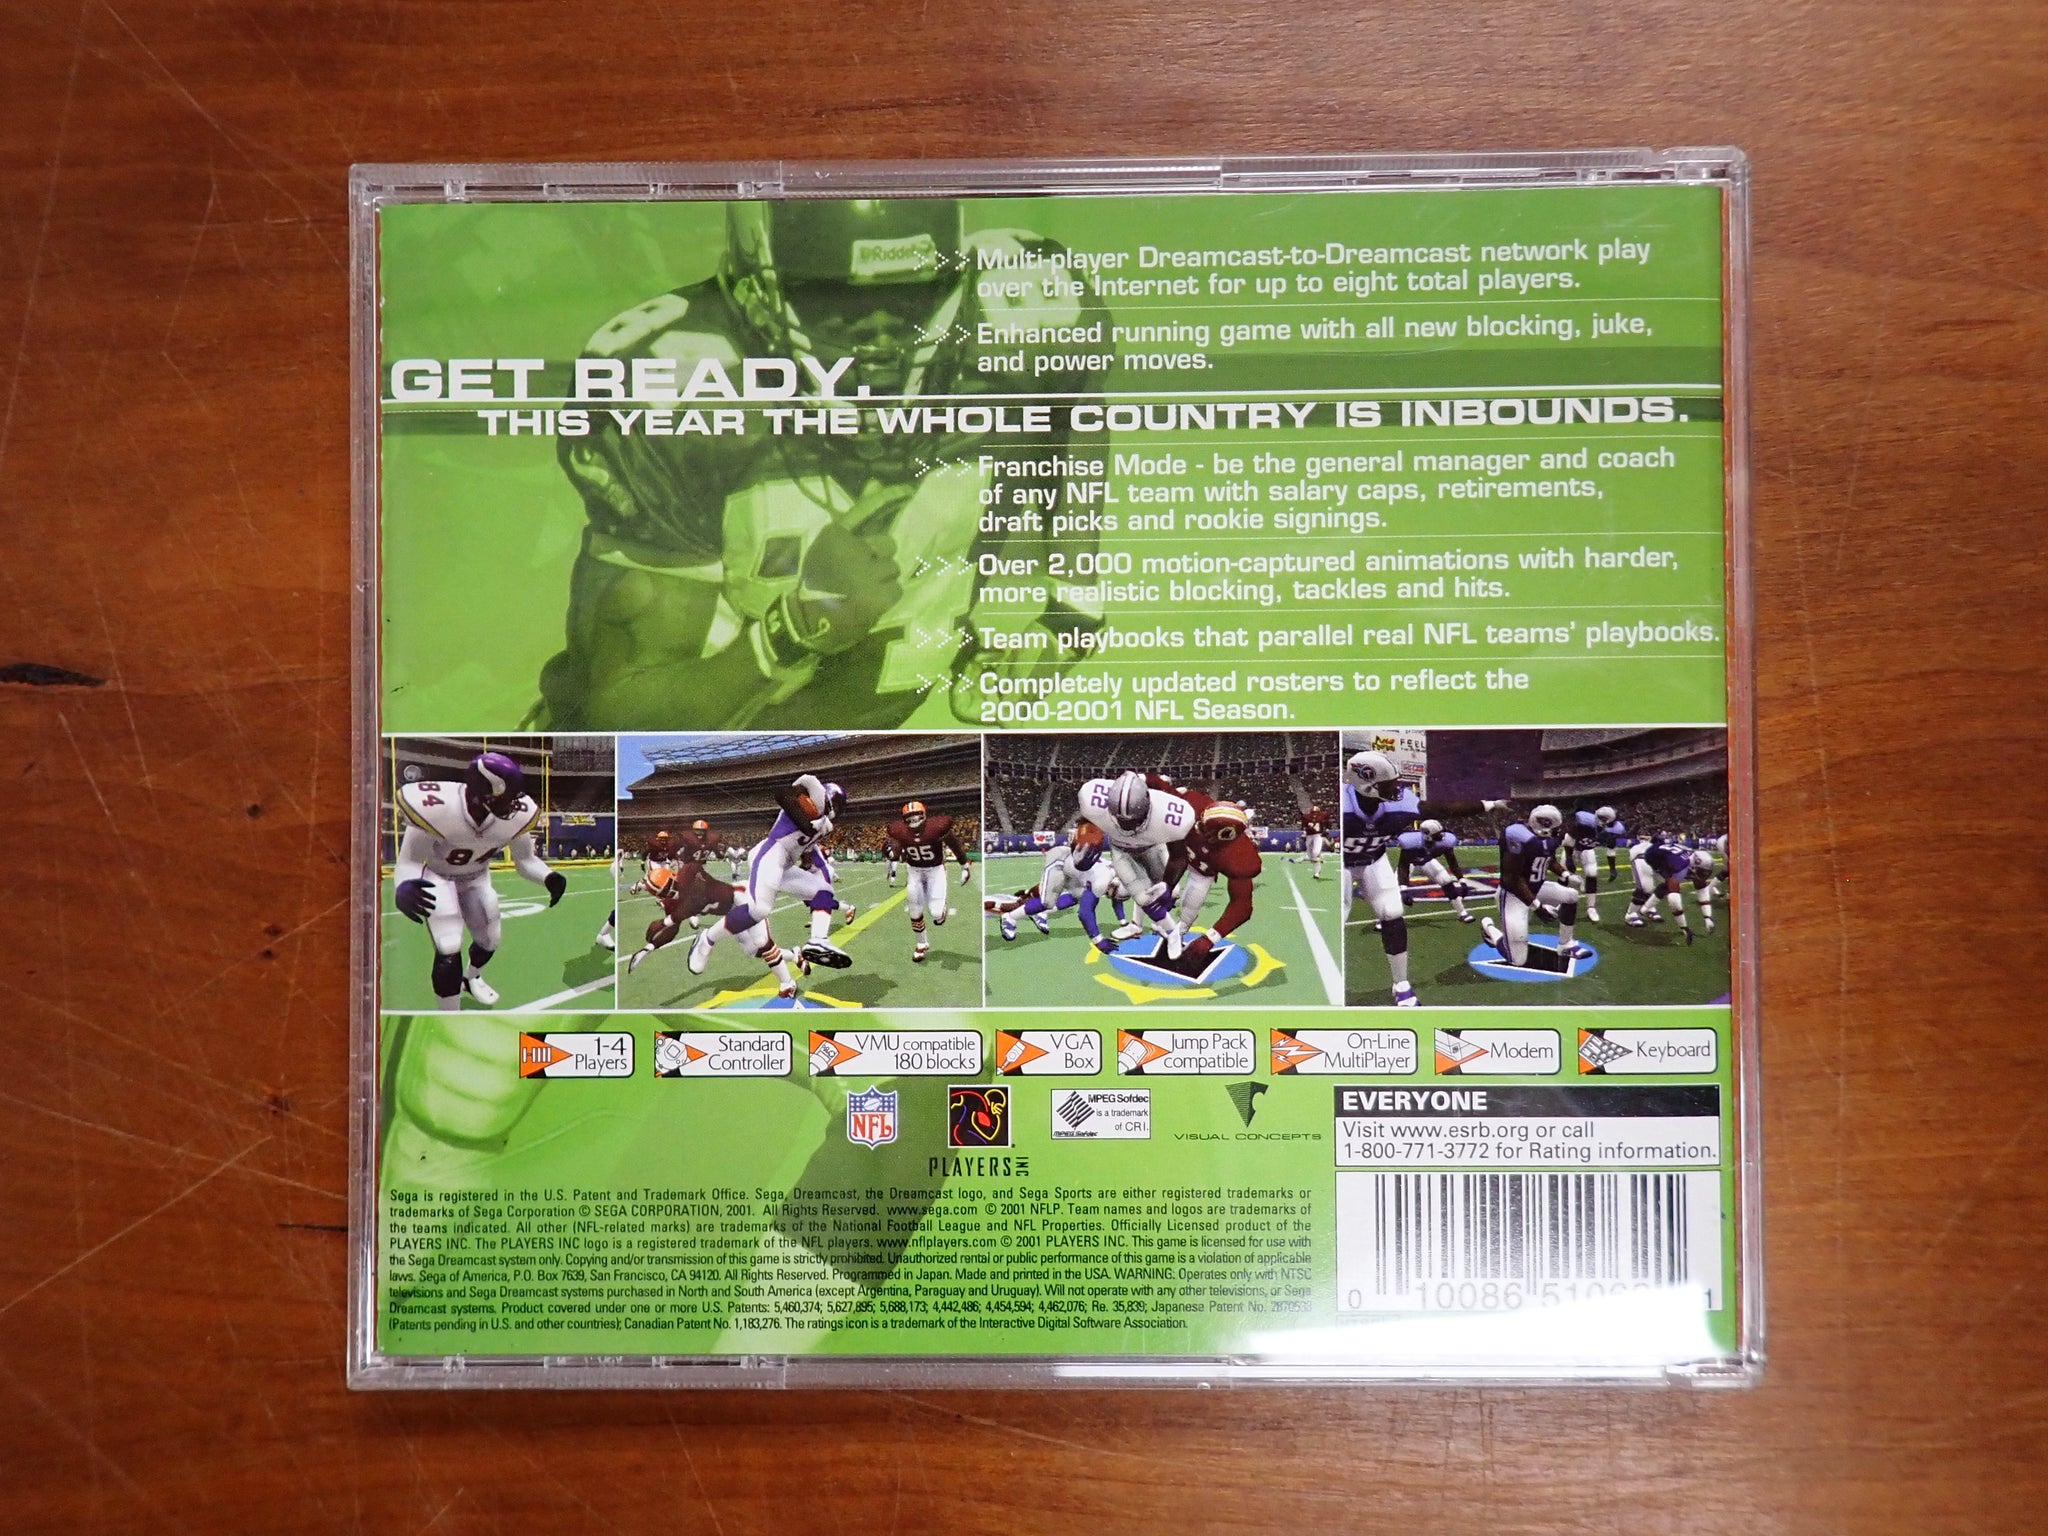 Riddell
>>> Multi-player Dreamcast-to-Dreamcast network play
over the Internet for up to eight total players.
>>> Enhanced running game with all new blocking, juke,
and power moves.
GET READY.
THIS YEAR THE WHOLE COUNTRY IS INBOUNDS.
>>> Franchise Mode - be the general manager and coach
of any NFL team with salary caps, retirements,
draft picks and rookie signings.
>>> Over 2,000 motion-captured animations with harder,
more realistic blocking, tackles and hits.
>>> Team playbooks that parallel real NFL teams' playbooks.
>>> Completely updated rosters to reflect the
2000-2001 NFL Season.
84
84
95
22
22
1-4
Players
Standard
Controller
VMU compatible
180 blocks
VGA
Box
Jump Pack
compatible
On-Line
MultiPlayer
Modem
Keyboard
NFL
PLAYERS INC
MPEG Sofdec
is a trademark
of CRI.
MPEG Sofdec
VISUAL CONCEPTS
EVERYONE
Visit www.esrb.org or call
1-800-771-3772 for Rating information.
Sega is registered in the U.S. Patent and Trademark Office. Sega, Dreamcast, the Dreamcast logo, and Sega Sports are either registered trademarks or
trademarks of Sega Corporation © SEGA CORPORATION, 2001. All Rights Reserved. www.sega.com © 2001 NFLP. Team names and logos are trademarks of
the teams indicated. All other (NFL-related marks) are trademarks of the National Football League and NFL Properties. Officially Licensed product of the
PLAYERS INC. The PLAYERS INC logo is a registered trademark of the NFL players. www.nflplayers.com © 2001 PLAYERS INC. This game is licensed for use with
the Sega Dreamcast system only. Copying and/or transmission of this game is strictly prohibited. Unauthorized rental or public performance of this game is a violation of applicable
laws. Sega of America, P.O. Box 7639, San Francisco, CA 94120. All Rights Reserved. Programmed in Japan. Made and printed in the USA. WARNING: Operates only with NTSC
televisions and Sega Dreamcast systems purchased in North and South America (except Argentina, Paraguay and Uruguay). Will not operate with any other televisions, or Sega
Dreamcast systems. Product covered under one or more U.S. Patents: 5,460,374; 5,627,895; 5,688,173; 4,442,486; 4,454,594; 4,462,076; Re. 35,839; Japanese Patent No.
(Patents pending in U.S. and other countries); Canadian Patent No. 1,183,276. The ratings icon is a trademark of the Interactive Digital Software Association.
0 10086 1